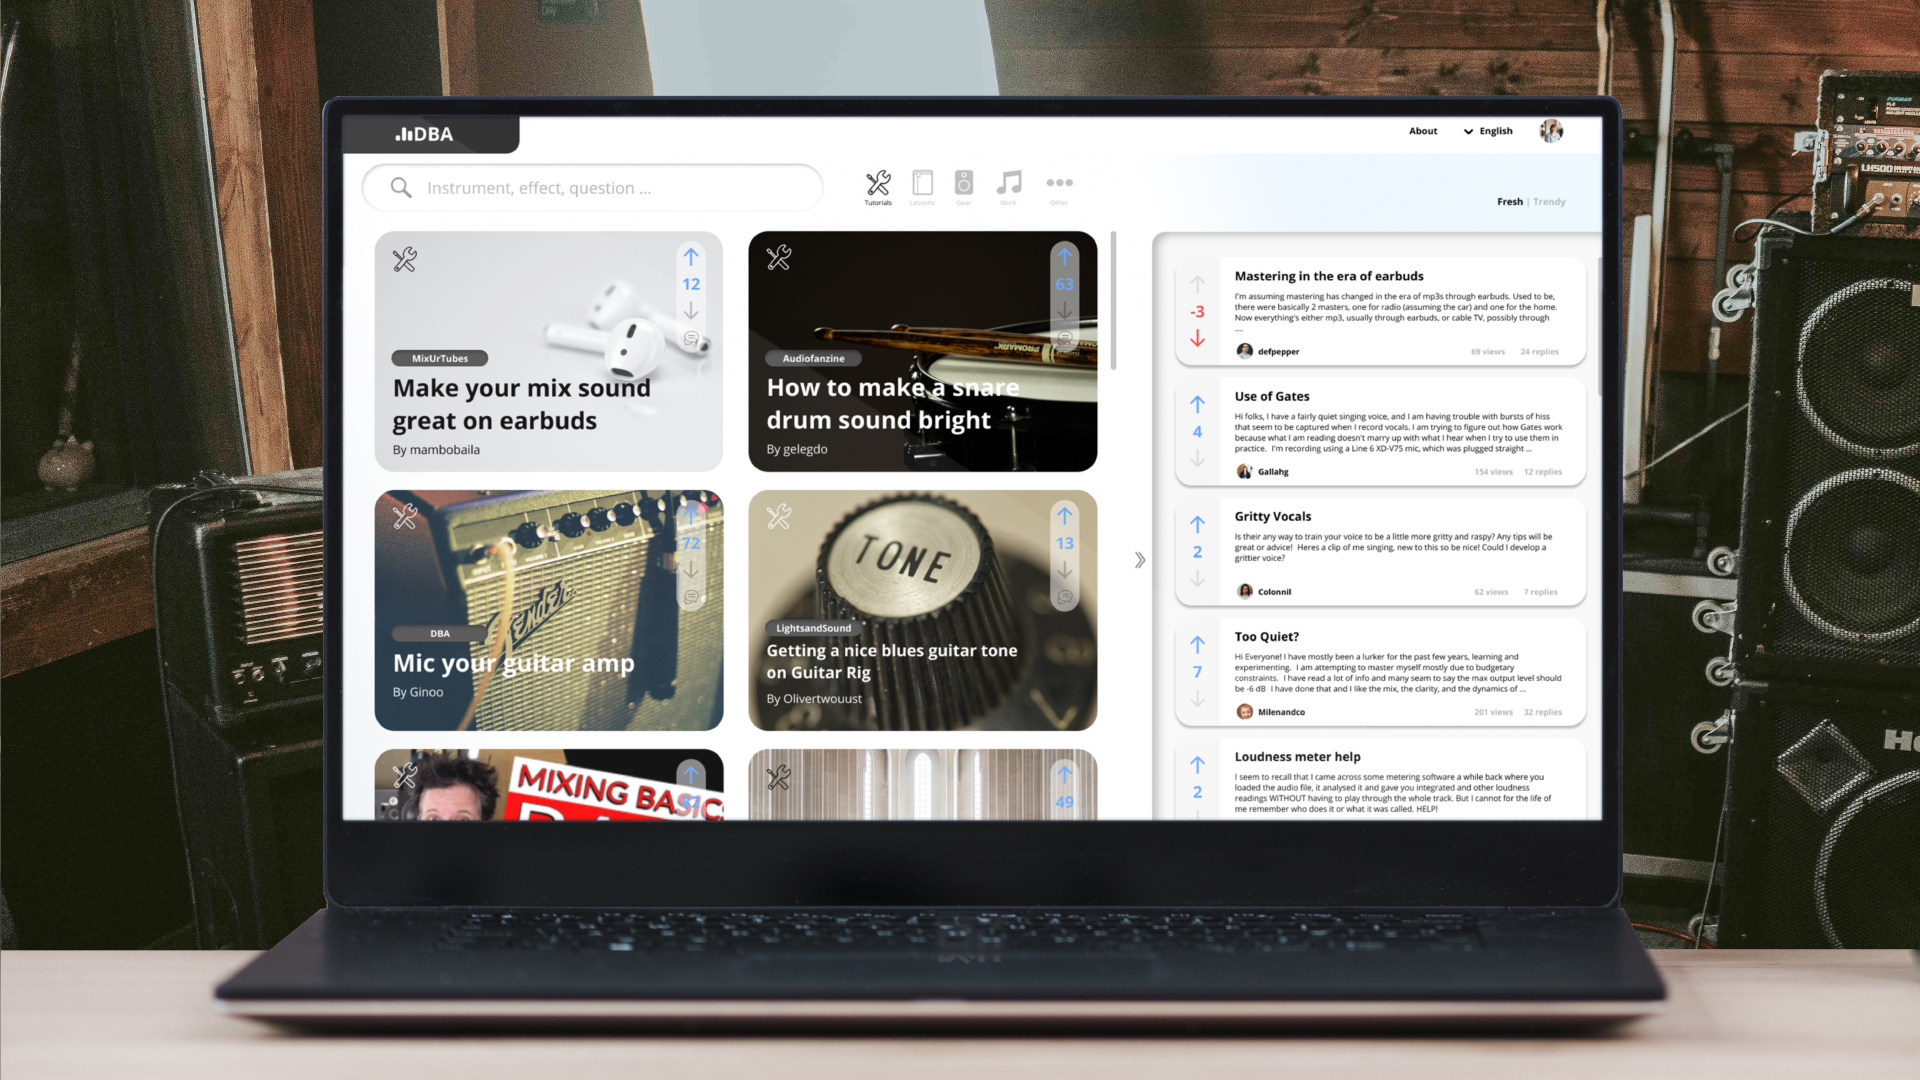 DBA
About
English
Instrument, effect, question ...
Tutorials
Lessons
Gear
Work
Other
Fresh | Trendy
12
MixUrTubes
Make your mix sound
great on earbuds
By mambobaila
63
PROMARK
Audiofanzine
How to make a snare
drum sound bright
By gelegdo
72
Fender
DBA
Mic your guitar amp
By Ginoo
TONE
13
LightsandSound
Getting a nice blues guitar tone
on Guitar Rig
By Olivertwouust
MIXING BASICS
82
49
Mastering in the era of earbuds
I'm assuming mastering has changed in the era of mp3s through earbuds. Used to be,
there were basically 2 masters, one for radio (assuming the car) and one for the home.
Now everything's either mp3, usually through earbuds, or cable TV, possibly through
....
-3
defpepper
69 views 24 replies
Use of Gates
Hi folks, I have a fairly quiet singing voice, and I am having trouble with bursts of hiss
that seem to be captured when I record vocals. I am trying to figure out how Gates work
because what I am reading doesn't marry up with what I hear when I try to use them in
practice. I'm recording using a Line 6 XD-V75 mic, which was plugged straight ...
4
Gallahg
154 views 12 replies
Gritty Vocals
Is their any way to train your voice to be a little more gritty and raspy? Any tips will be
great or advice! Heres a clip of me singing, new to this so be nice! Could I develop a
grittier voice?
2
Colonnil
62 views 7 replies
Too Quiet?
Hi Everyone! I have mostly been a lurker for the past few years, learning and
experimenting. I am attempting to master myself mostly due to budgetary
constraints. I have read a lot of info and many seam to say the max output level should
be -6 dB I have done that and I like the mix, the clarity, and the dynamics of ...
7
Milenandco
201 views 32 replies
Loudness meter help
I seem to recall that I came across some metering software a while back where you
loaded the audio file, it analysed it and gave you integrated and other loudness
readings WITHOUT having to play through the whole track. But I cannot for the life of
me remember who does it or what it was called. HELP!
2
FURMAN
LH500